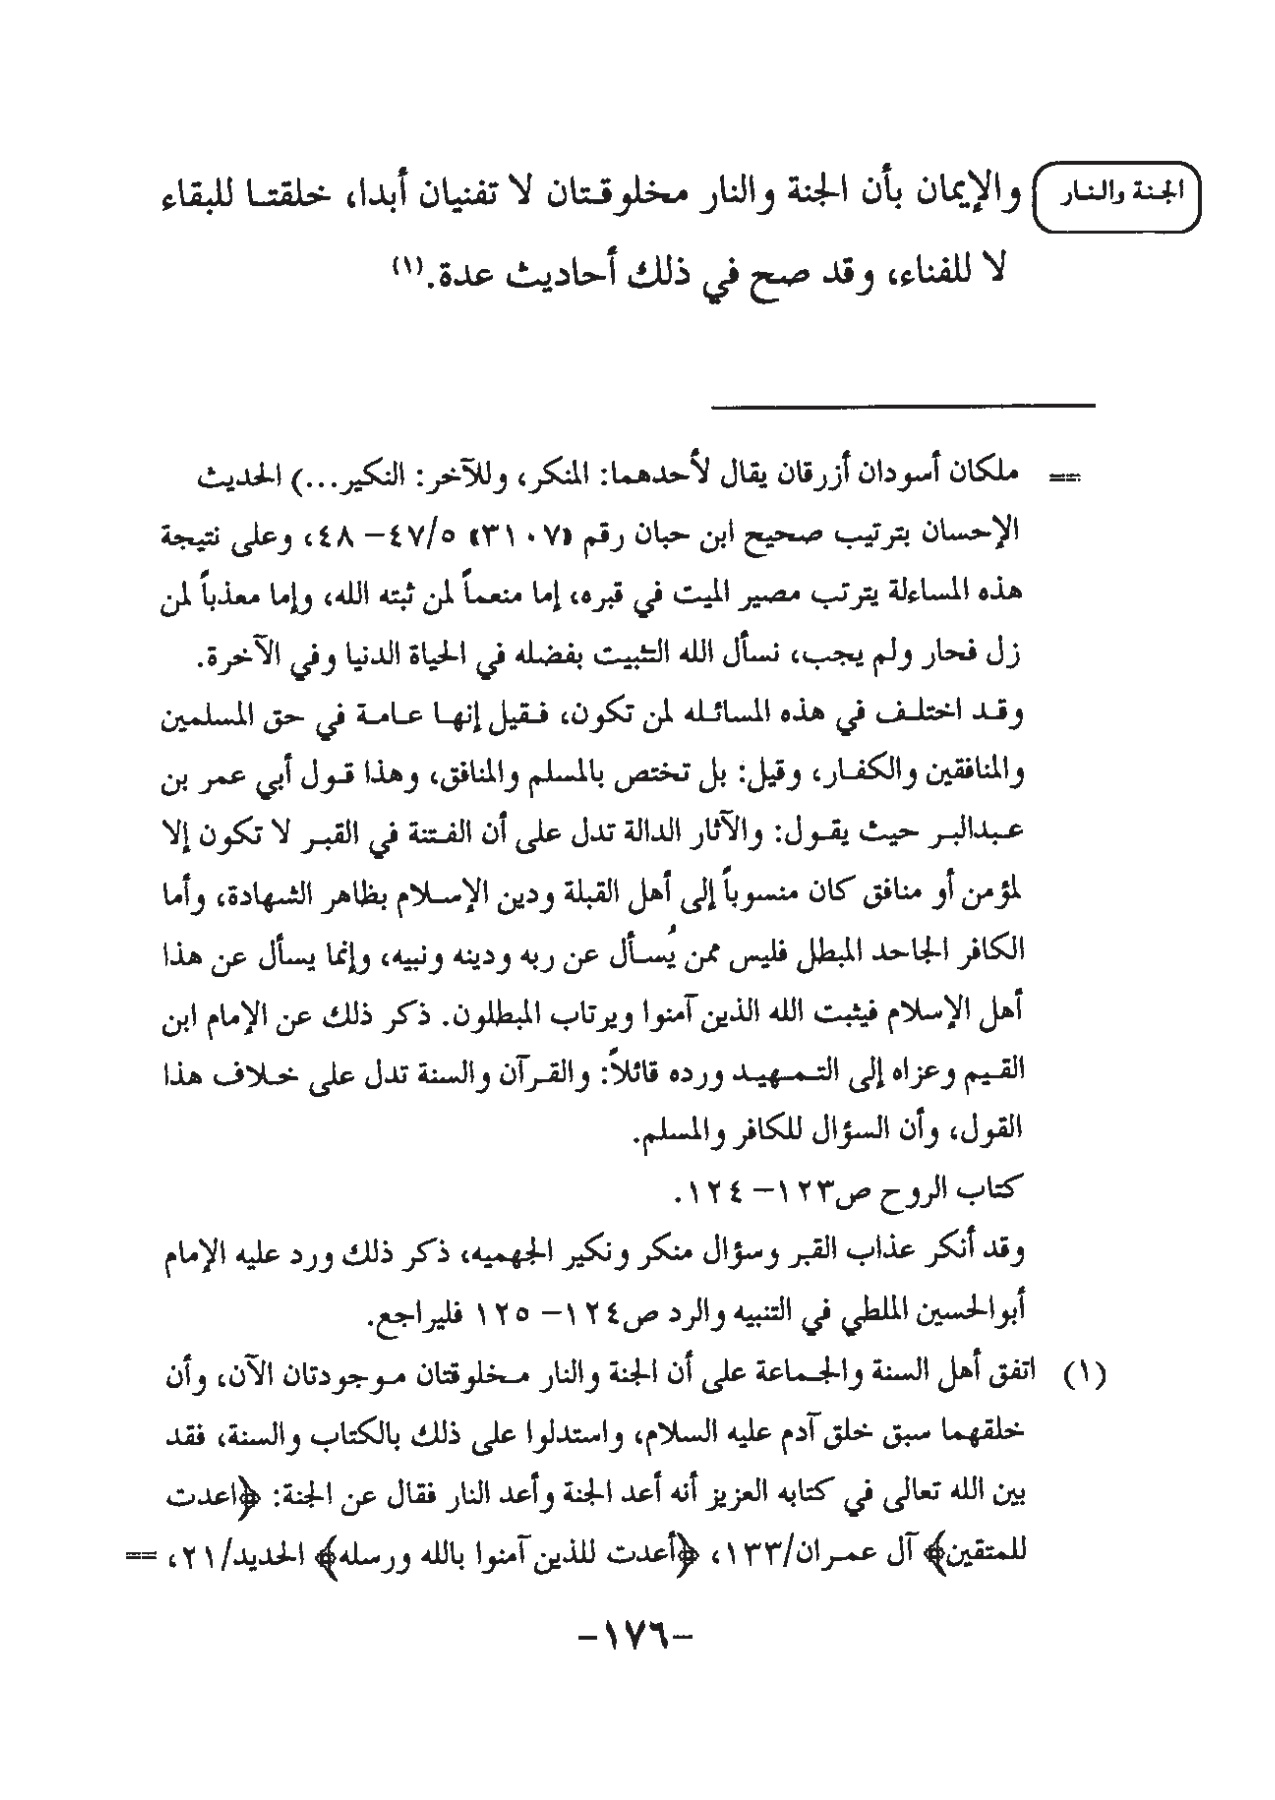 الجنة والنار
والإيمان بأن الجنة والنار مخلوقتان لا تفنيان أبدا، خلقتا للبقاء
لا للفناء، وقد صح في ذلك أحاديث عدة.(١)
== ملكان أسودان أزرقان يقال لأحدهما: المنكر، وللآخر: النكير...) الحديث
الإحسان بترتيب صحيح ابن حبان رقم «٣١٠٧» ٤٧/٥– ٤٨، وعلى نتيجة
هذه المساءلة يترتب مصير الميت في قبره، إما منعماً لمن ثبته الله، وإما معذباً لمن
زل فحار ولم يجب، نسأل الله التثبيت بفضله في الحياة الدنيا وفي الآخرة.
وقد اختلف في هذه المسائله لمن تكون، فقيل إنها عامة في حق المسلمين
والمنافقين والكفار، وقيل: بل تختص بالمسلم والمنافق، وهذا قول أبي عمر بن
عبدالبر حيث يقول: والآثار الدالة تدل على أن الفتنة في القبر لا تكون إلا
لمؤمن أو منافق كان منسوباً إلى أهل القبلة ودين الإسلام بظاهر الشهادة، وأما
الكافر الجاحد المبطل فليس ممن يُسأل عن ربه ودينه ونبيه، وإنما يسأل عن هذا
أهل الإسلام فيثبت الله الذين آمنوا ويرتاب المبطلون. ذكر ذلك عن الإمام ابن
القيم وعزاه إلى التمهيد ورده قائلاً: والقرآن والسنة تدل على خلاف هذا
القول، وأن السؤال للكافر والمسلم.
كتاب الروح ص١٢٣– ١٢٤.
وقد أنكر عذاب القبر وسؤال منكر ونكير الجهميه، ذكر ذلك ورد عليه الإمام
أبوالحسين الملطي في التنبيه والرد ص١٢٤– ١٢٥ فليراجع.
(١) اتفق أهل السنة والجماعة على أن الجنة والنار مخلوقتان موجودتان الآن، وأن
خلقهما سبق خلق آدم عليه السلام، واستدلوا على ذلك بالكتاب والسنة، فقد
بين الله تعالى في كتابه العزيز أنه أعد الجنة وأعد النار فقال عن الجنة: ﴿اعدت
للمتقين﴾ آل عمران/١٣٣، ﴿أعدت للذين آمنوا بالله ورسله﴾ الحديد/٢١، ==
–١٧٦–